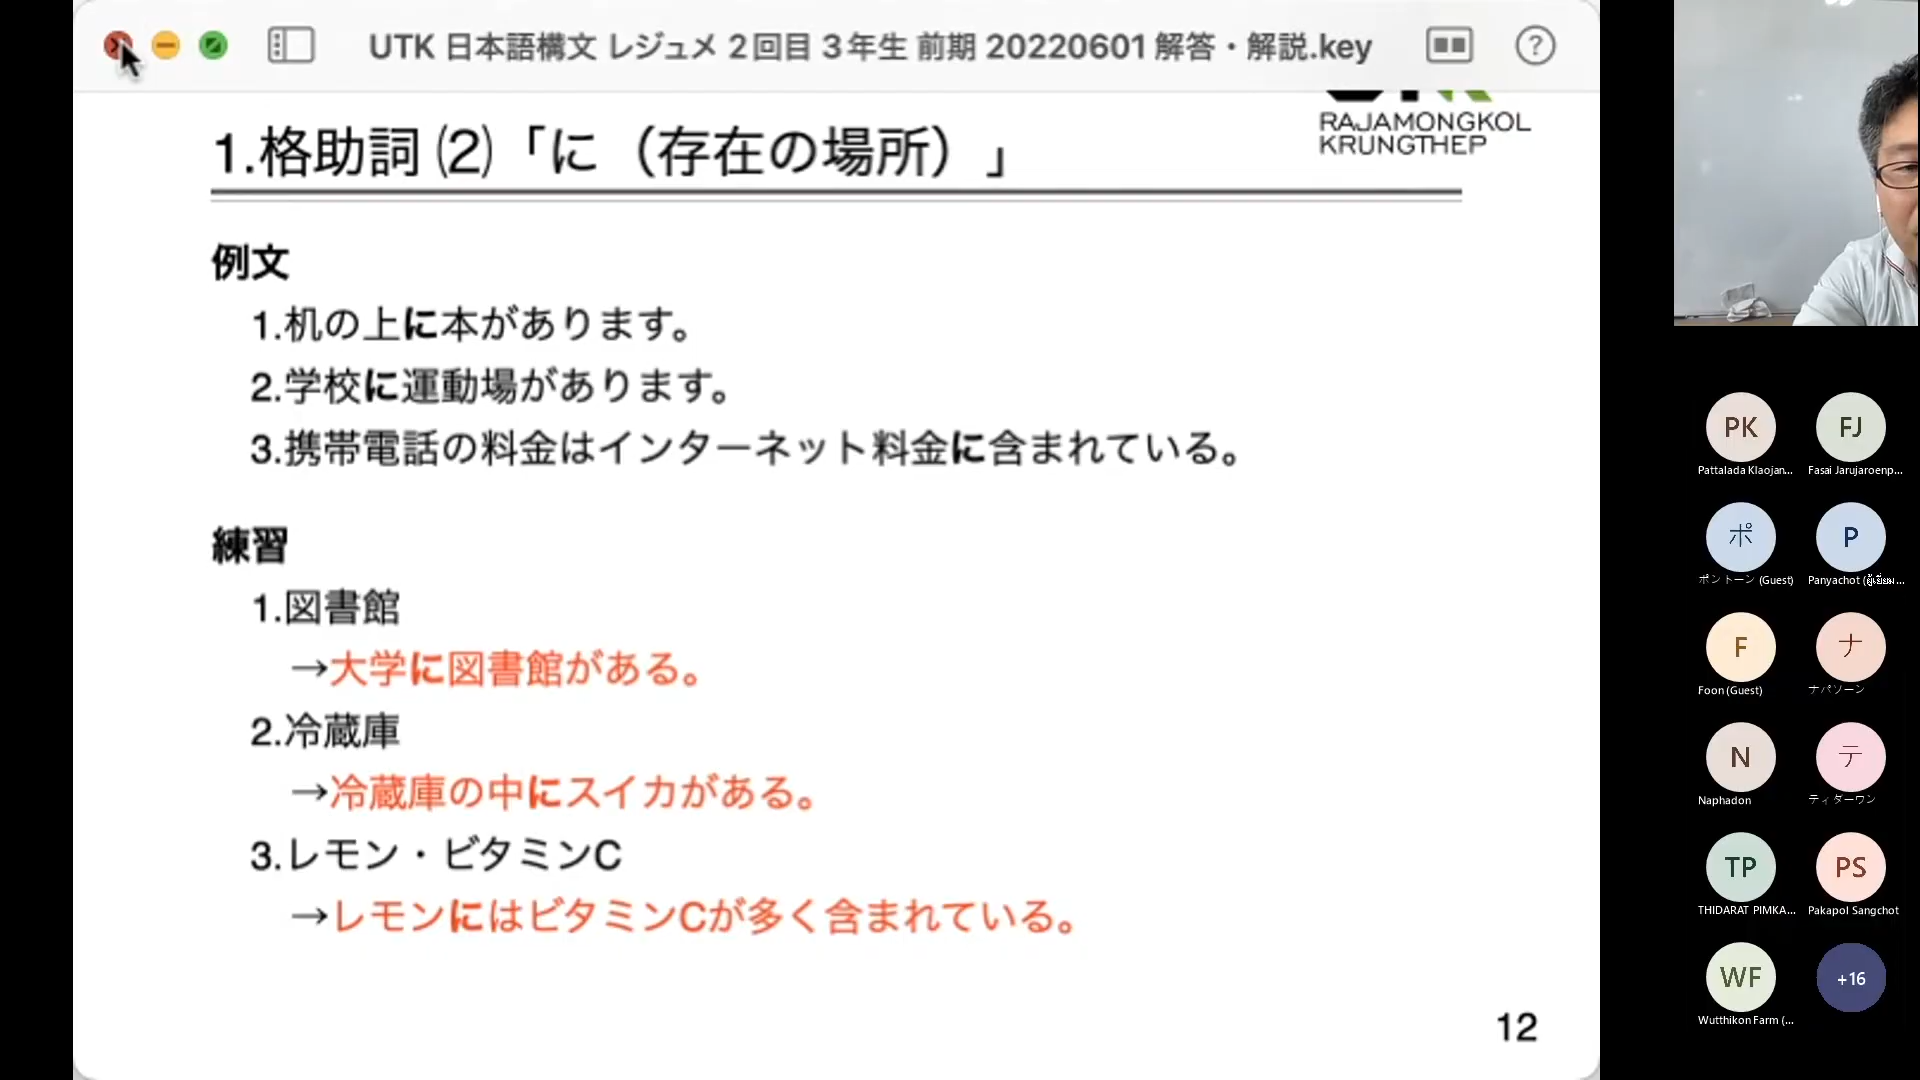 UTK 日本語構文 レジュメ 2回目 3年生 前期 20220601 解答・解説.key
RAJAMONGKOL
KRUNGTHEP
1.格助詞 (2)「に（存在の場所）」
例文
1.机の上に本があります。
2.学校に運動場があります。
3.携帯電話の料金はインターネット料金に含まれている。
練習
1.図書館
→大学に図書館がある。
2.冷蔵庫
→冷蔵庫の中にスイカがある。
3.レモン・ビタミンC
→レモンにはビタミンCが多く含まれている。
12
PK
Pattalada Klaojan...
FJ
Fasai Jarujaroenp...
ポ
ポントーン (Guest)
P
Panyachot (ผู้เยี่ยม...
F
Foon (Guest)
ナ
ナパソーン
N
Naphadon
テ
ティダーワン
TP
THIDARAT PIMKA...
PS
Pakapol Sangchot
WF
Wutthikon Farm (...
+16